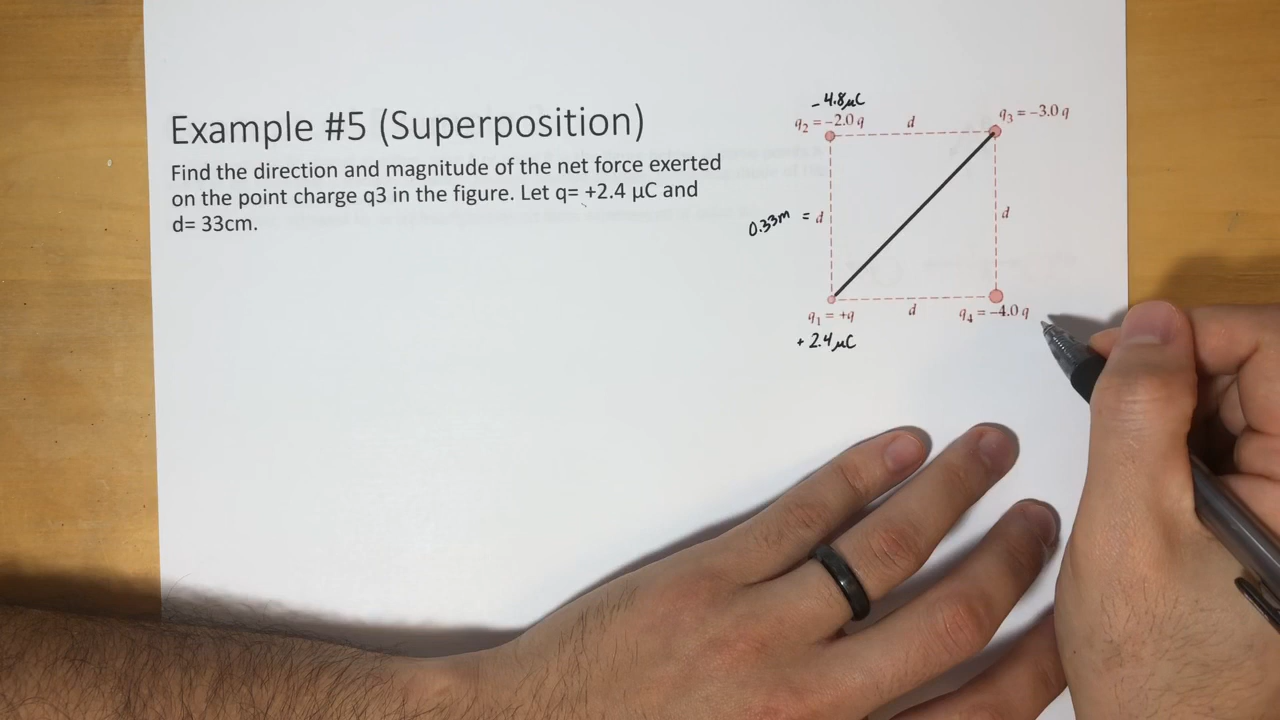 Example #5 (Superposition)
Find the direction and magnitude of the net force exerted
on the point charge q3 in the figure. Let q= +2.4 μC and
d= 33cm.
- 4.8μC
q₂ = −2.0 q
d
q₃ = −3.0 q
0.33m = d
d
q₁ = +q
d
q₄ = −4.0 q
+ 2.4μC